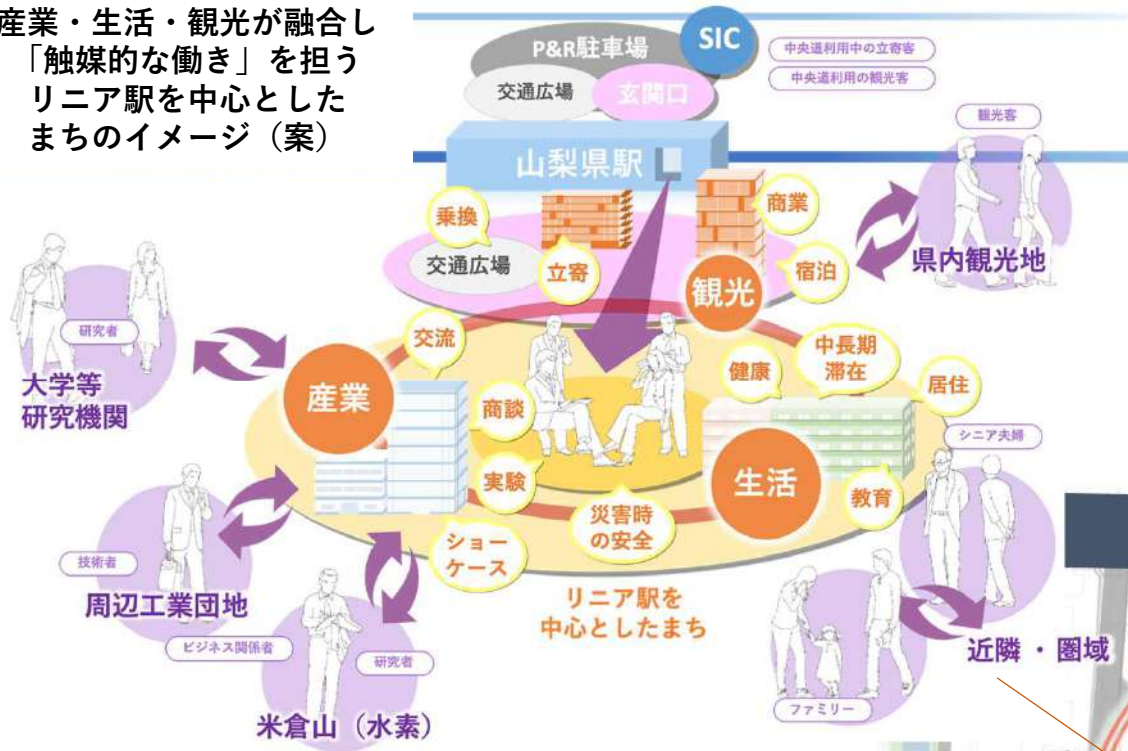 産業・生活・観光が融合し
「触媒的な働き」を担う
リニア駅を中心とした
まちのイメージ（案）
P&R駐車場
SIC
中央道利用中の立寄客
中央道利用の観光客
交通広場
玄関口
観光客
山梨県駅
商業
乗換
交通広場
立寄
宿泊
観光
県内観光地
研究者
大学等
研究機関
交流
産業
商談
健康
中長期
滞在
居住
シニア夫婦
実験
生活
教育
災害時
の安全
ショー
ケース
技術者
周辺工業団地
リニア駅を
中心としたまち
ビジネス関係者
研究者
米倉山（水素）
近隣・圏域
ファミリー